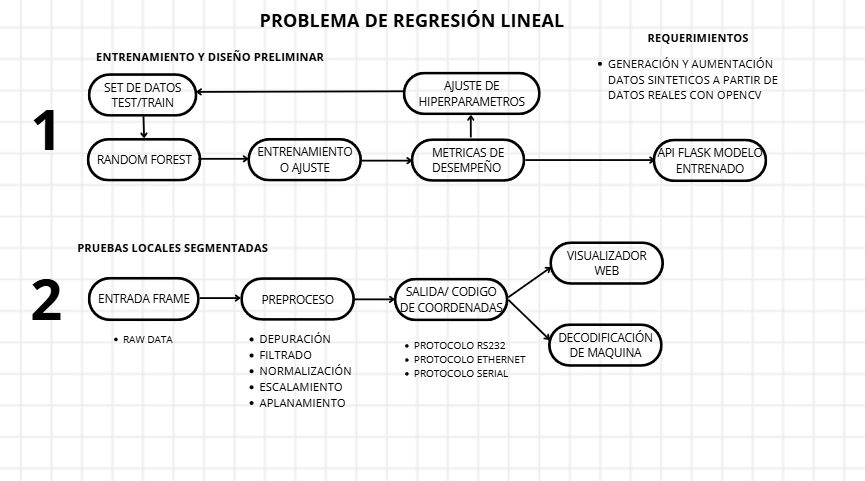 PROBLEMA DE REGRESIÓN LINEAL
REQUERIMIENTOS
GENERACIÓN Y AUMENTACIÓN
DATOS SINTETICOS A PARTIR DE
DATOS REALES CON OPENCV
ENTRENAMIENTO Y DISEÑO PRELIMINAR
1
SET DE DATOS
TEST/TRAIN
AJUSTE DE
HIPERPARAMETROS
RANDOM FOREST
ENTRENAMIENTO
O AJUSTE
METRICAS DE
DESEMPEÑO
API FLASK MODELO
ENTRENADO
PRUEBAS LOCALES SEGMENTADAS
2
ENTRADA FRAME
RAW DATA
PREPROCESO
DEPURACIÓN
FILTRADO
NORMALIZACIÓN
ESCALAMIENTO
APLANAMIENTO
SALIDA/ CODIGO
DE COORDENADAS
PROTOCOLO RS232
PROTOCOLO ETHERNET
PROTOCOLO SERIAL
VISUALIZADOR
WEB
DECODIFICACIÓN
DE MAQUINA